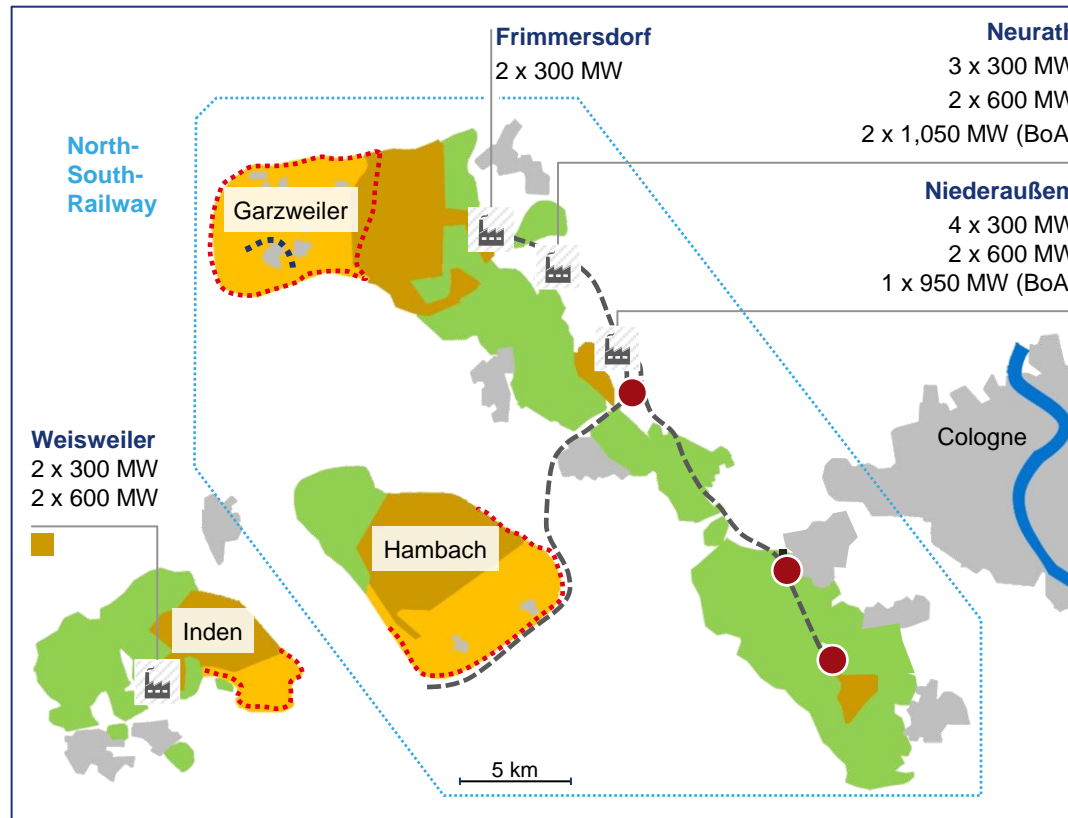 Frimmersdorf
2 x 300 MW
Neurath
3 x 300 MW
2 x 600 MW
2 x 1,050 MW (BoA
North-
South-
Railway
Garzweiler
Niederaußem
4 x 300 MW
2 x 600 MW
1 x 950 MW (BoA
Cologne
Weisweiler
2 x 300 MW
2 x 600 MW
Hambach
Inden
5 km